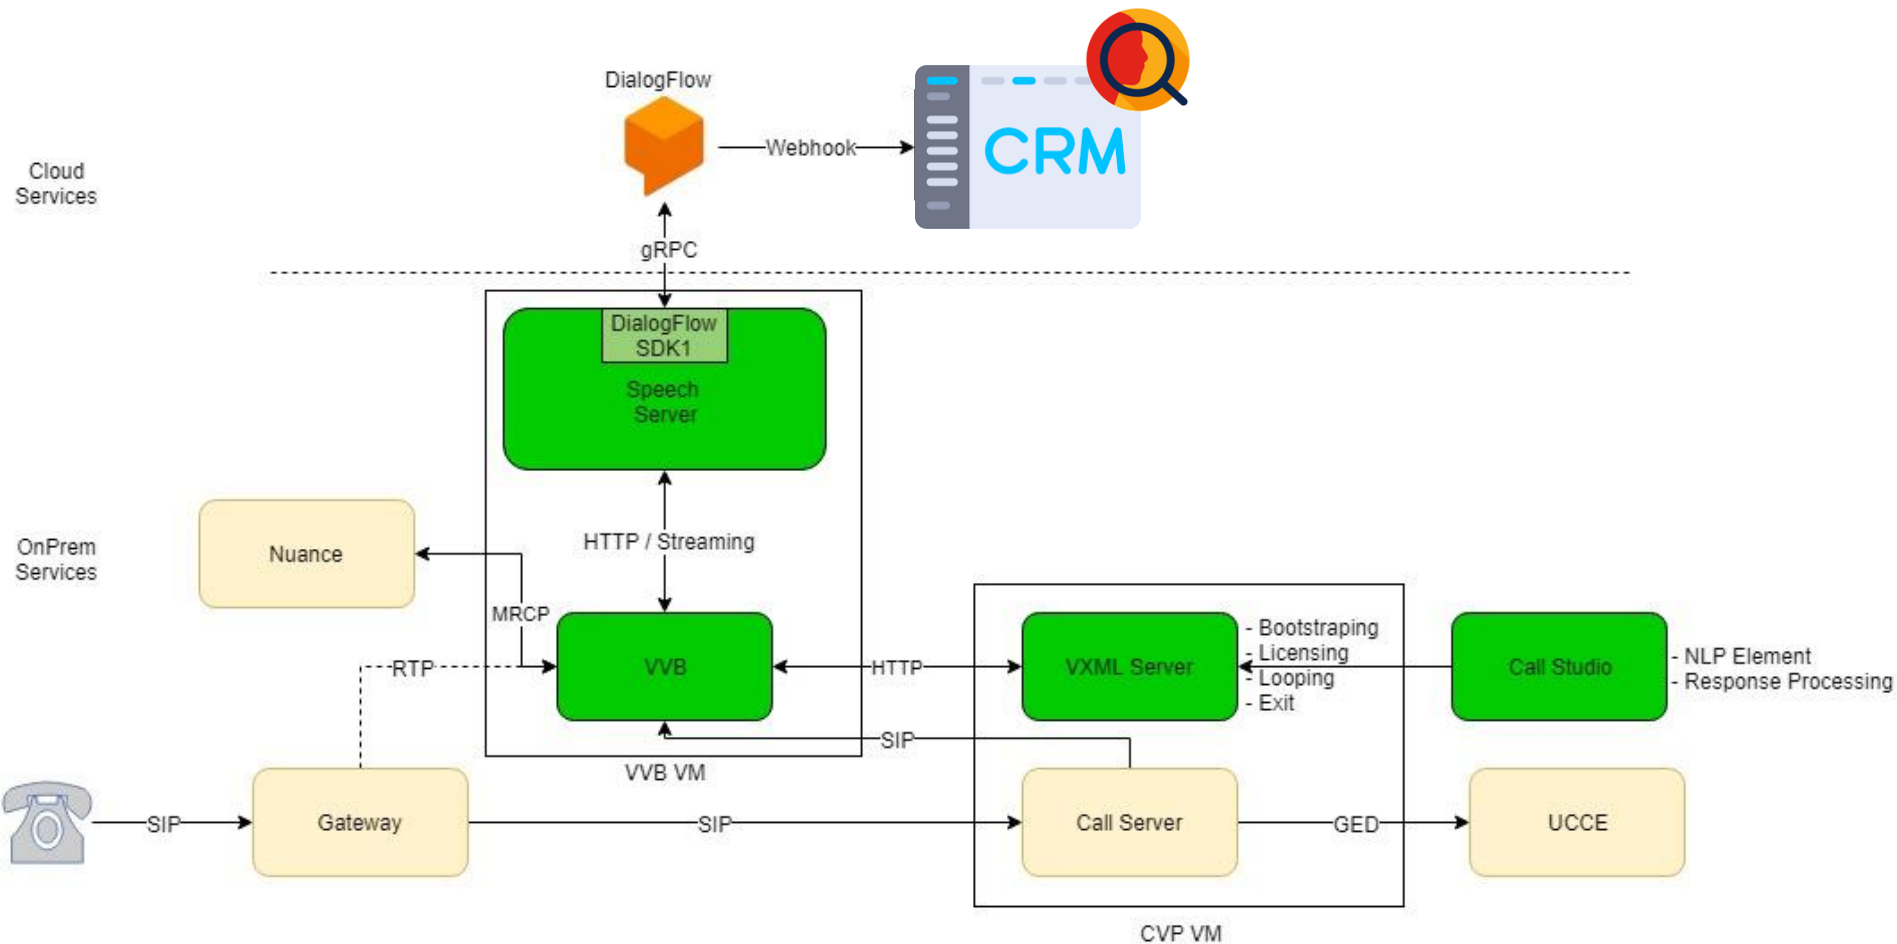 DialogFlow
Webhook
CRM
Cloud
Services
gRPC
DialogFlow
SDK1
Speech
Server
OnPrem
Services
Nuance
HTTP / Streaming
MRCP
RTP
VVB
HTTP
VXML Server
- Bootstraping
- Licensing
- Looping
- Exit
Call Studio
- NLP Element
- Response Processing
SIP
VVB VM
SIP
Gateway
SIP
Call Server
GED
UCCE
CVP VM